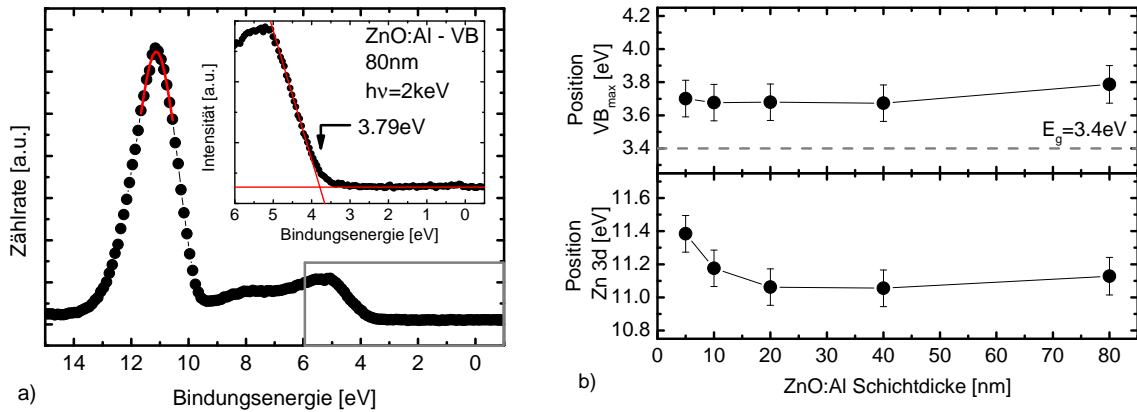 a)
Zählrate [a.u.]
15 14 12 10 8 6 4 2 0
Bindungsenergie [eV]
Intensität [a.u.]
ZnO:Al - VB
80nm
hν=2keV
3.79eV
6 5 4 3 2 1 0
Bindungsenergie [eV]
b)
Position
VBmax [eV]
4.2
4.0
3.8
3.6
3.4
Eg=3.4eV
Position
Zn 3d [eV]
11.6
11.4
11.2
11.0
10.8
0 10 20 30 40 50 60 70 80
ZnO:Al Schichtdicke [nm]